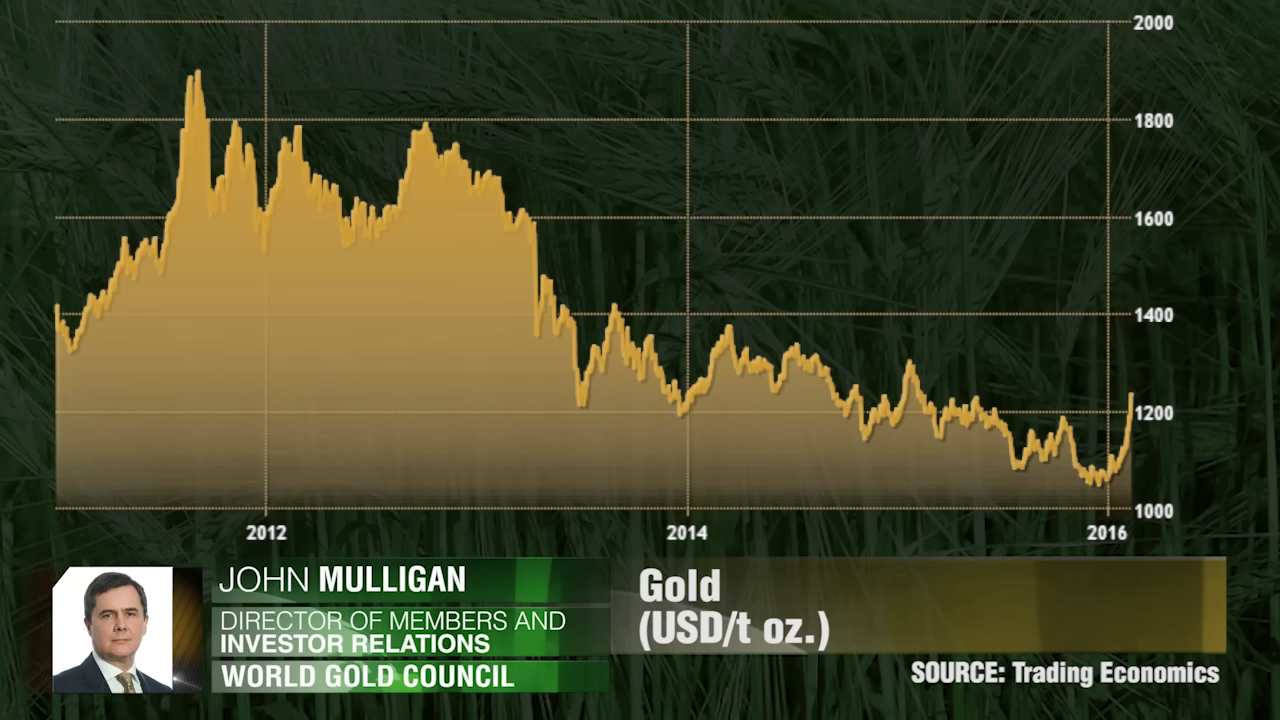 2000
1800
1600
1400
1200
1000
2012 2014 2016
JOHN MULLIGAN
DIRECTOR OF MEMBERS AND
INVESTOR RELATIONS
WORLD GOLD COUNCIL
Gold
(USD/t oz.)
SOURCE: Trading Economics